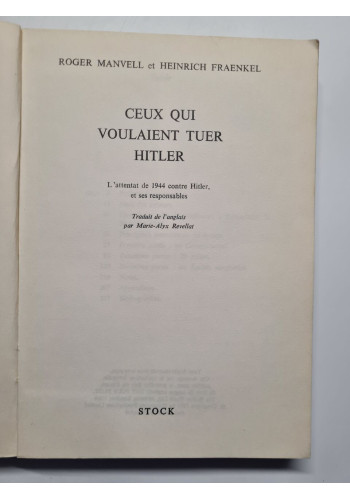 ROGER MANVELL et HEINRICH FRAENKEL
CEUX QUI
VOULAIENT TUER
HITLER
L'attentat de 1944 contre Hitler,
et ses responsables
Traduit de l'anglais
par Marie-Alyx Revellat
STOCK